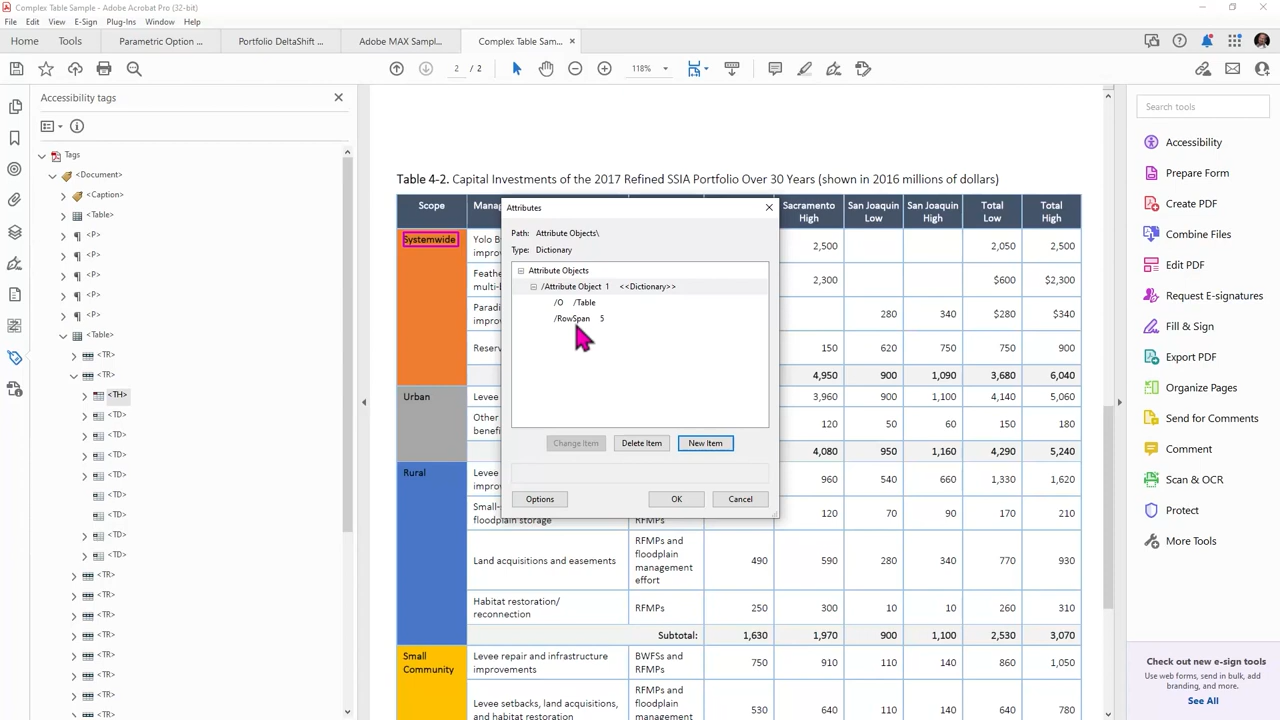 Complex Table Sample - Adobe Acrobat Pro (32-bit)
File Edit View E-Sign Plug-Ins Window Help
Home Tools Parametric Option ... Portfolio DeltaShift ... Adobe MAX Sampl... Complex Table Sam... ×
2 / 2 118%
Accessibility tags
Tags
<Document>
<Caption>
<Table>
<P>
<P>
<P>
<P>
<P>
<Table>
<TR>
<TR>
<TH>
<TD>
<TD>
<TD>
<TD>
<TD>
<TD>
<TD>
<TD>
<TR>
<TR>
<TR>
<TR>
<TR>
<TR>
<TR>
<TR>
Table 4-2. Capital Investments of the 2017 Refined SSIA Portfolio Over 30 Years (shown in 2016 millions of dollars)
Scope Sacramento High San Joaquin Low San Joaquin High Total Low Total High
Systemwide Yolo 2,500 2,050 2,500
2,300 $600 $2,300
280 340 $280 $340
150 620 750 750 900
4,950 900 1,090 3,680 6,040
Urban Levee 3,960 900 1,100 4,140 5,060
Other 120 50 60 150 180
4,080 950 1,160 4,290 5,240
Rural Levee 960 540 660 1,330 1,620
floodplain storage RFMPs 120 70 90 170 210
Land acquisitions and easements RFMPs and floodplain management effort 490 590 280 340 770 930
Habitat restoration/ reconnection RFMPs 250 300 10 10 260 310
Subtotal: 1,630 1,970 900 1,100 2,530 3,070
Small Community Levee repair and infrastructure improvements BWFSs and RFMPs 750 910 110 140 860 1,050
Levee setbacks, land acquisitions, and habitat restoration RFMPs and floodplain management 530 640 110 140 640 780
Attributes
Path: Attribute Objects\
Type: Dictionary
Attribute Objects
/Attribute Object 1 <<Dictionary>>
/O /Table
/RowSpan 5
Change Item Delete Item New Item
Options OK Cancel
Search tools
Accessibility
Prepare Form
Create PDF
Combine Files
Edit PDF
Request E-signatures
Fill & Sign
Export PDF
Organize Pages
Send for Comments
Comment
Scan & OCR
Protect
More Tools
Check out new e-sign tools
Use web forms, send in bulk, add
branding, and more.
See All